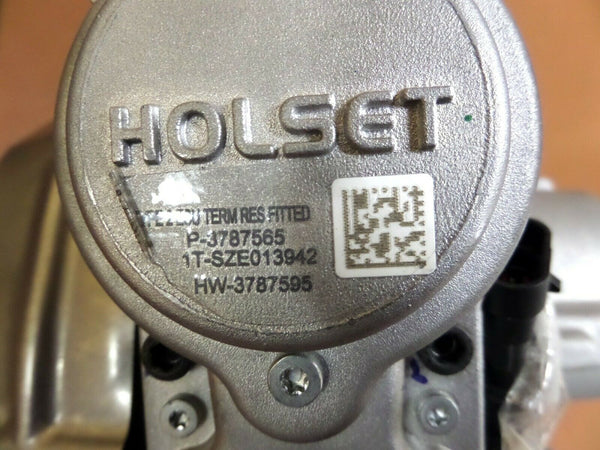 HOLSET
TERM RES FITTED
P-3787565
1T-SZE013942
HW-3787595